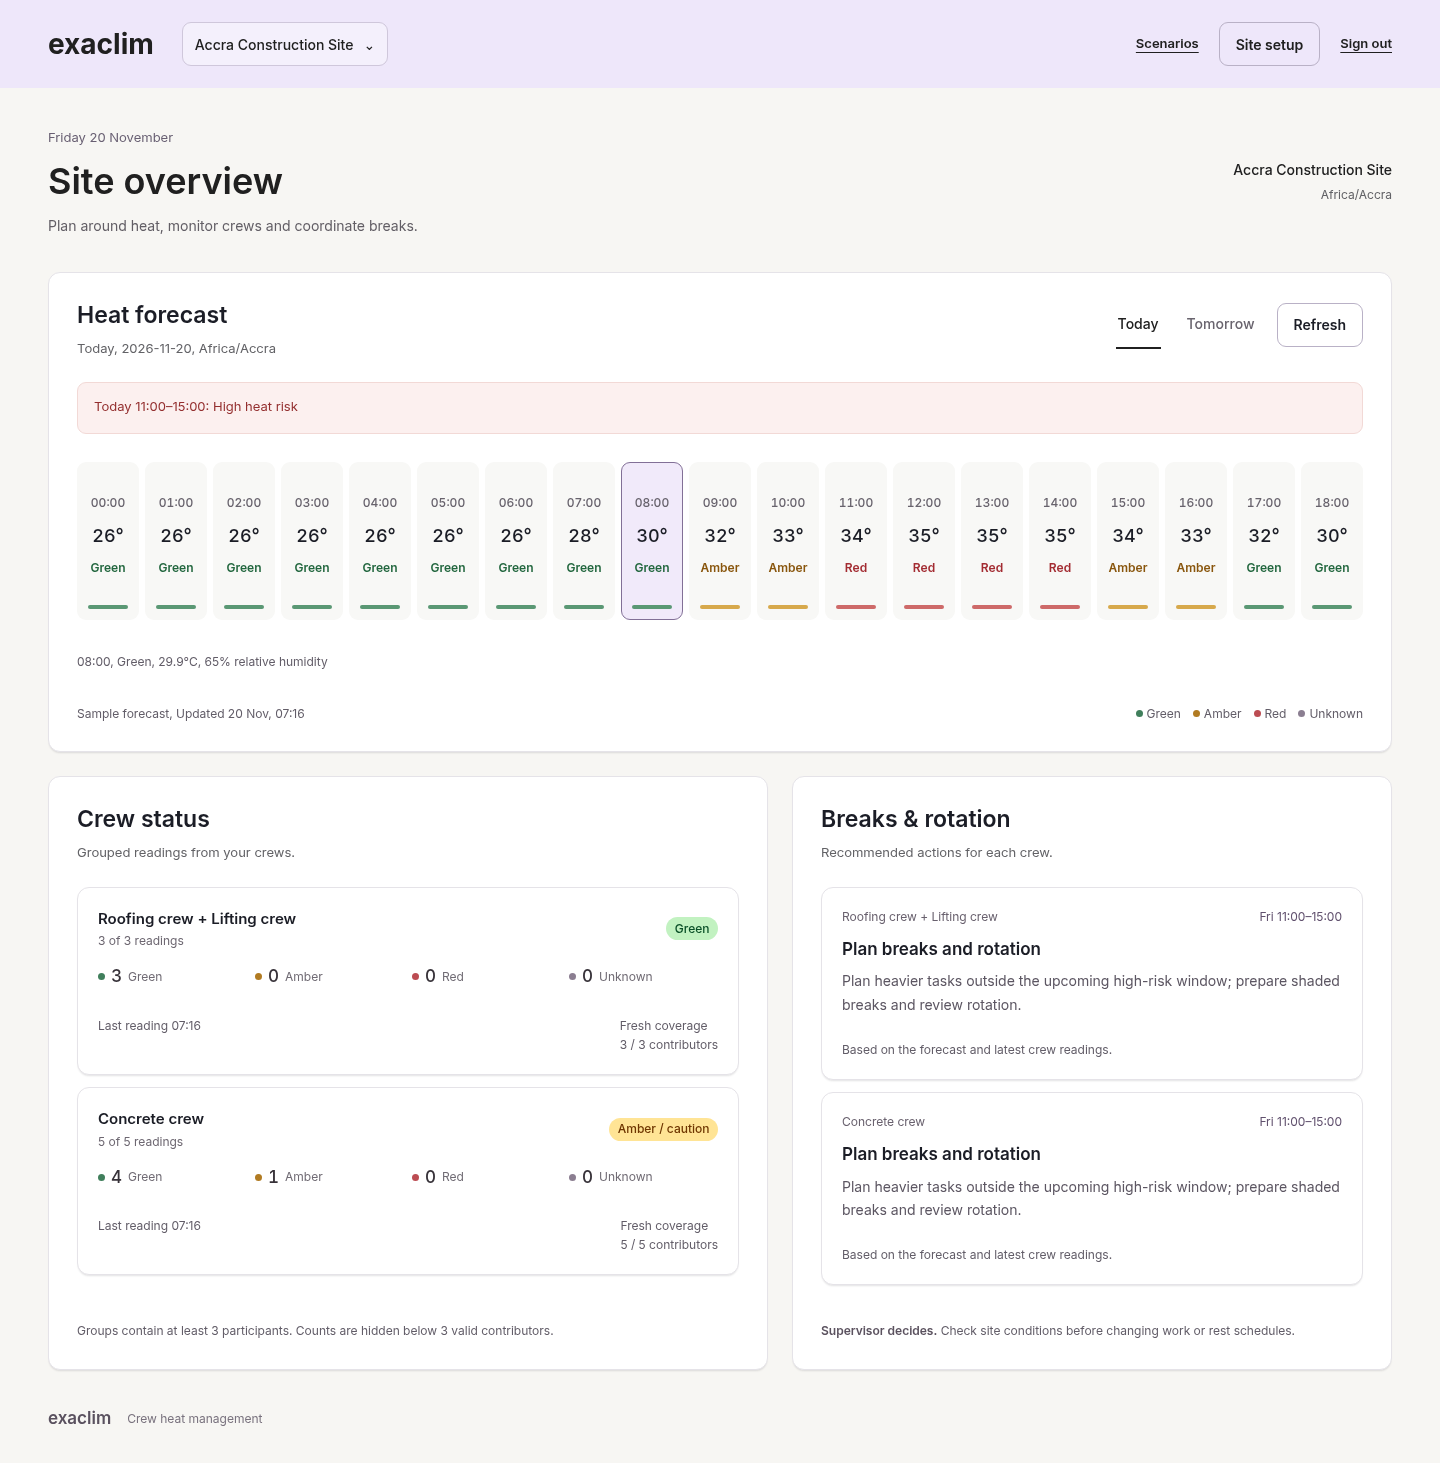 exaclim
Accra Construction Site
Scenarios
Site setup
Sign out
Friday 20 November
Site overview
Plan around heat, monitor crews and coordinate breaks.
Accra Construction Site
Africa/Accra
Heat forecast
Today, 2026-11-20, Africa/Accra
Today
Tomorrow
Refresh
Today 11:00–15:00: High heat risk
00:00 01:00 02:00 03:00 04:00 05:00 06:00 07:00 08:00 09:00 10:00 11:00 12:00 13:00 14:00 15:00 16:00 17:00 18:00
26° 26° 26° 26° 26° 26° 26° 28° 30° 32° 33° 34° 35° 35° 35° 34° 33° 32° 30°
Green Green Green Green Green Green Green Green Green Amber Amber Red Red Red Red Amber Amber Green Green
08:00, Green, 29.9°C, 65% relative humidity
Sample forecast, Updated 20 Nov, 07:16
Green Amber Red Unknown
Crew status
Grouped readings from your crews.
Roofing crew + Lifting crew
3 of 3 readings
Green
3 Green 0 Amber 0 Red 0 Unknown
Last reading 07:16
Fresh coverage
3 / 3 contributors
Concrete crew
5 of 5 readings
Amber / caution
4 Green 1 Amber 0 Red 0 Unknown
Last reading 07:16
Fresh coverage
5 / 5 contributors
Groups contain at least 3 participants. Counts are hidden below 3 valid contributors.
Breaks & rotation
Recommended actions for each crew.
Roofing crew + Lifting crew
Fri 11:00–15:00
Plan breaks and rotation
Plan heavier tasks outside the upcoming high-risk window; prepare shaded
breaks and review rotation.
Based on the forecast and latest crew readings.
Concrete crew
Fri 11:00–15:00
Plan breaks and rotation
Plan heavier tasks outside the upcoming high-risk window; prepare shaded
breaks and review rotation.
Based on the forecast and latest crew readings.
Supervisor decides. Check site conditions before changing work or rest schedules.
exaclim
Crew heat management